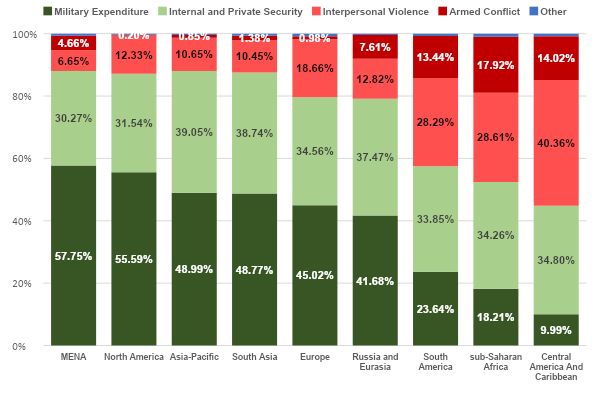 Military Expenditure Internal and Private Security Interpersonal Violence Armed Conflict Other
100%
80%
60%
40%
20%
0%
4.66% 0.20% 0.85% 1.38% 0.98% 7.61% 13.44% 17.92% 14.02%
6.65% 12.33% 10.65% 10.45% 18.66% 12.82% 28.29% 28.61% 40.36%
30.27% 31.54% 39.05% 38.74% 34.56% 37.47% 33.85% 34.26% 34.80%
57.75% 55.59% 48.99% 48.77% 45.02% 41.68% 23.64% 18.21% 9.99%
MENA North America Asia-Pacific South Asia Europe Russia and South sub-Saharan Central
Eurasia America Africa America And
Caribbean